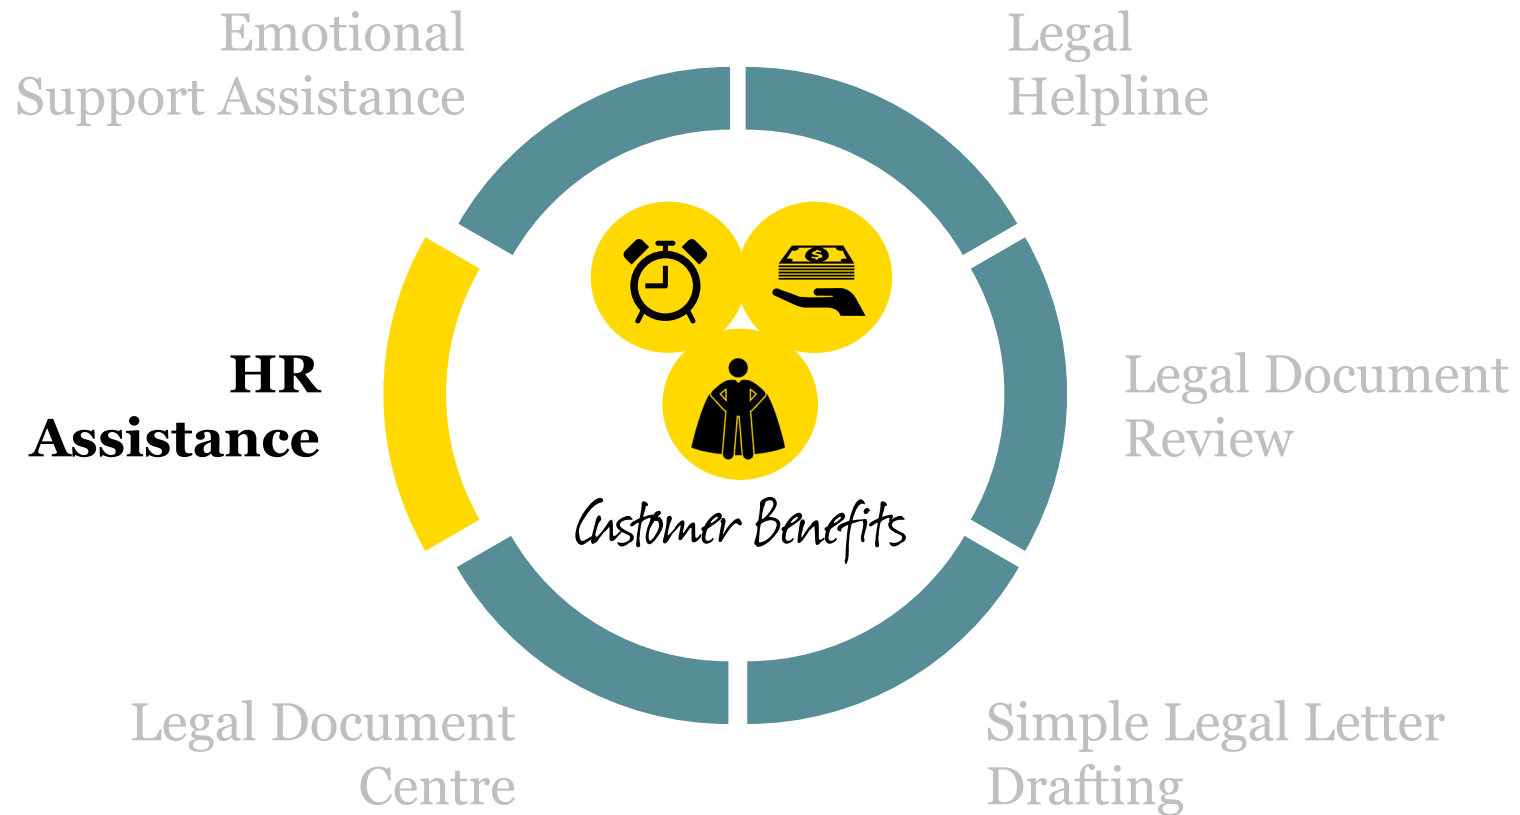 Emotional
Support Assistance
Legal
Helpline
HR
Assistance
$
Customer Benefits
Legal Document
Review
Legal Document
Centre
Simple Legal Letter
Drafting